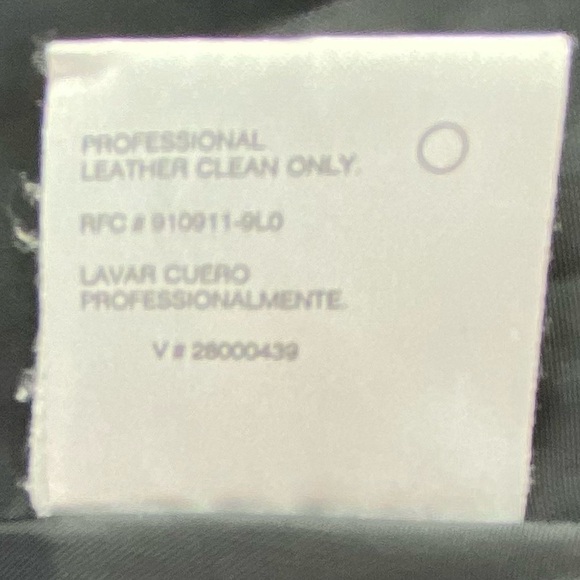 PROFESSIONAL
LEATHER CLEAN ONLY.
RFC # 910911-9L0
LAVAR CUERO
PROFESSIONALMENTE.
V # 28000439